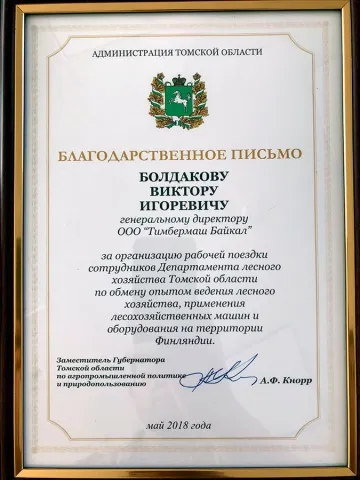 АДМИНИСТРАЦИЯ ТОМСКОЙ ОБЛАСТИ
БЛАГОДАРСТВЕННОЕ ПИСЬМО
БОЛДАКОВУ
ВИКТОРУ
ИГОРЕВИЧУ
генеральному директору
ООО "Тимбермаш Байкал"
за организацию рабочей поездки
сотрудников Департамента лесного
хозяйства Томской области
по обмену опытом ведения лесного
хозяйства, применения
лесохозяйственных машин и
оборудования на территории
Финляндии.
Заместитель Губернатора
Томской области
по агропромышленной политике
и природопользованию
А.Ф. Кнорр
май 2018 года